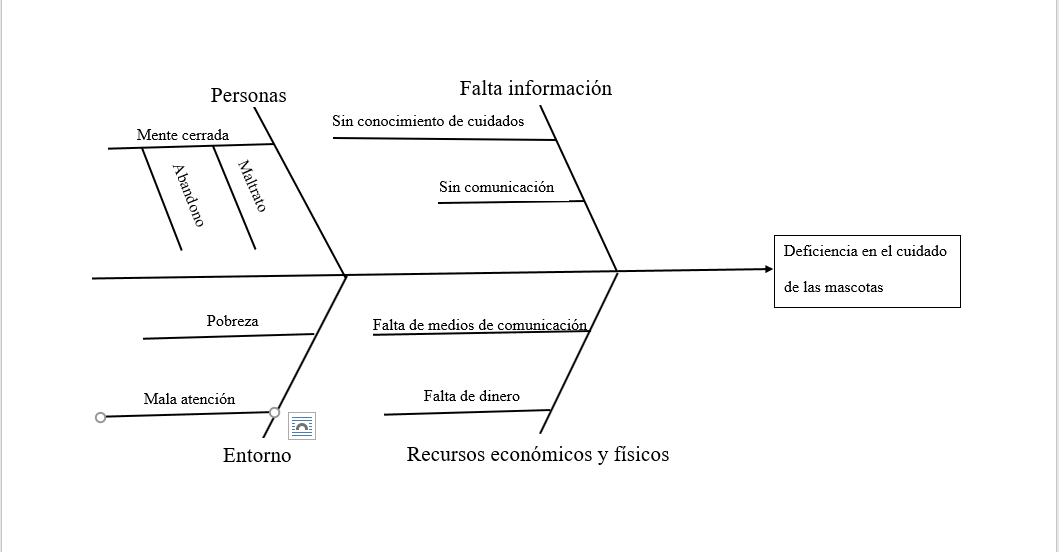 Personas
Falta información
Mente cerrada
Abandono
Maltrato
Sin conocimiento de cuidados
Sin comunicación
Deficiencia en el cuidado
de las mascotas
Pobreza
Mala atención
Falta de medios de comunicación
Falta de dinero
Entorno
Recursos económicos y físicos